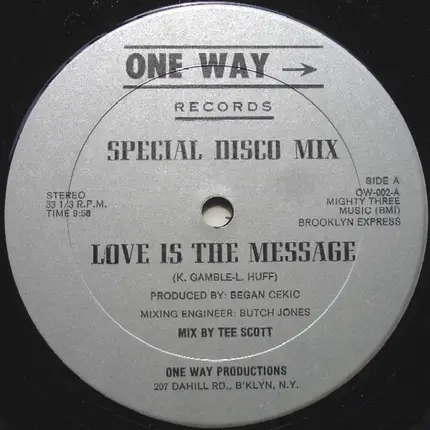 ONE WAY →
RECORDS
SPECIAL DISCO MIX
STEREO
33 1/3 R.P.M.
TIME 9:58
SIDE A
OW-002-A
MIGHTY THREE
MUSIC (BMI)
BROOKLYN EXPRESS
LOVE IS THE MESSAGE
(K. GAMBLE-L. HUFF)
PRODUCED BY: BEGAN CEKIC
MIXING ENGINEER: BUTCH JONES
MIX BY TEE SCOTT
ONE WAY PRODUCTIONS
207 DAHILL RD., B'KLYN, N.Y.